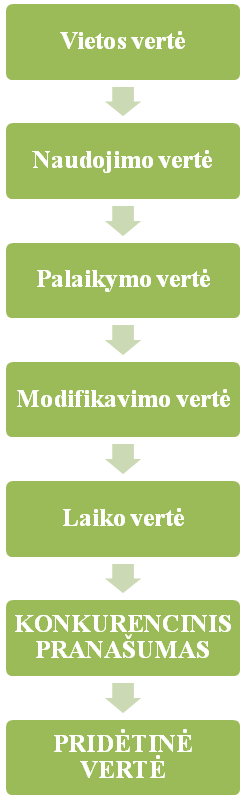 Vietos vertė
Naudojimo vertė
Palaikymo vertė
Modifikavimo vertė
Laiko vertė
KONKURENCINIS
PRANAŠUMAS
PRIDĖTINĖ
VERTĖ